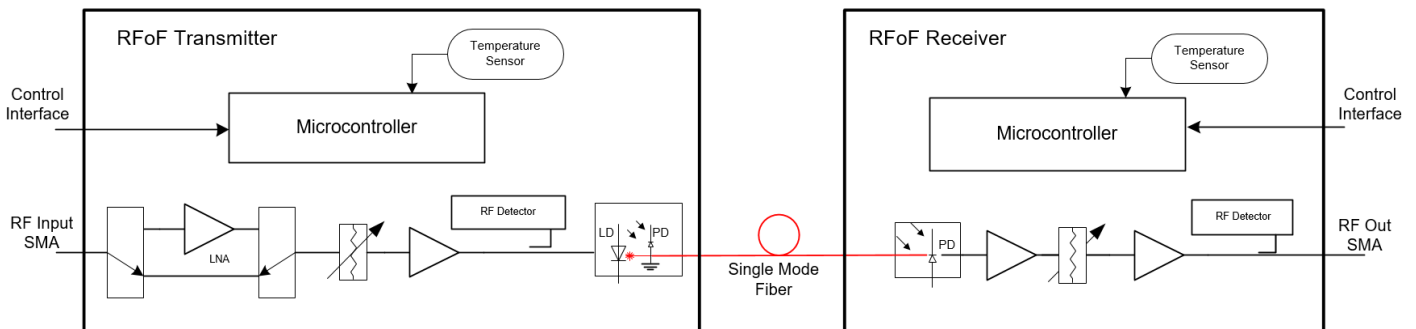 RFoF Transmitter
Temperature
Sensor
Control
Interface
Microcontroller
RF Input
SMA
LNA
RF Detector
LD
PD
Single Mode
Fiber
RFoF Receiver
Temperature
Sensor
Microcontroller
Control
Interface
PD
RF Detector
RF Out
SMA